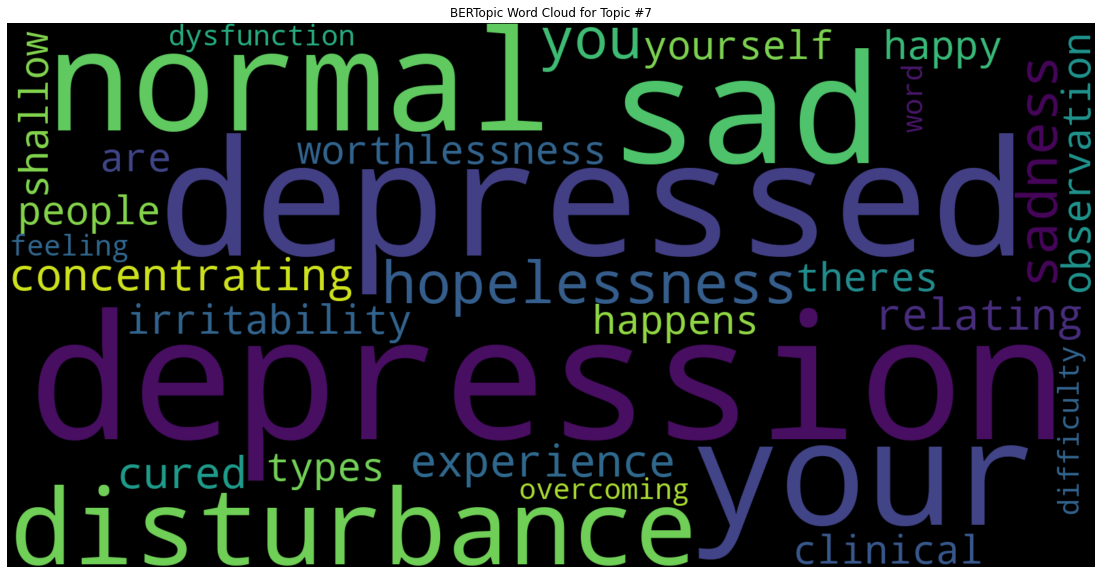 BERTopic Word Cloud for Topic #7
dysfunction
you
yourself
happy
shallow
normal
sad
word
sadness
observation
are
worthlessness
depressed
people
feeling
concentrating
hopelessness
theres
irritability
happens
relating
depression
difficulty
cured
types
experience
your
overcoming
disturbance
clinical